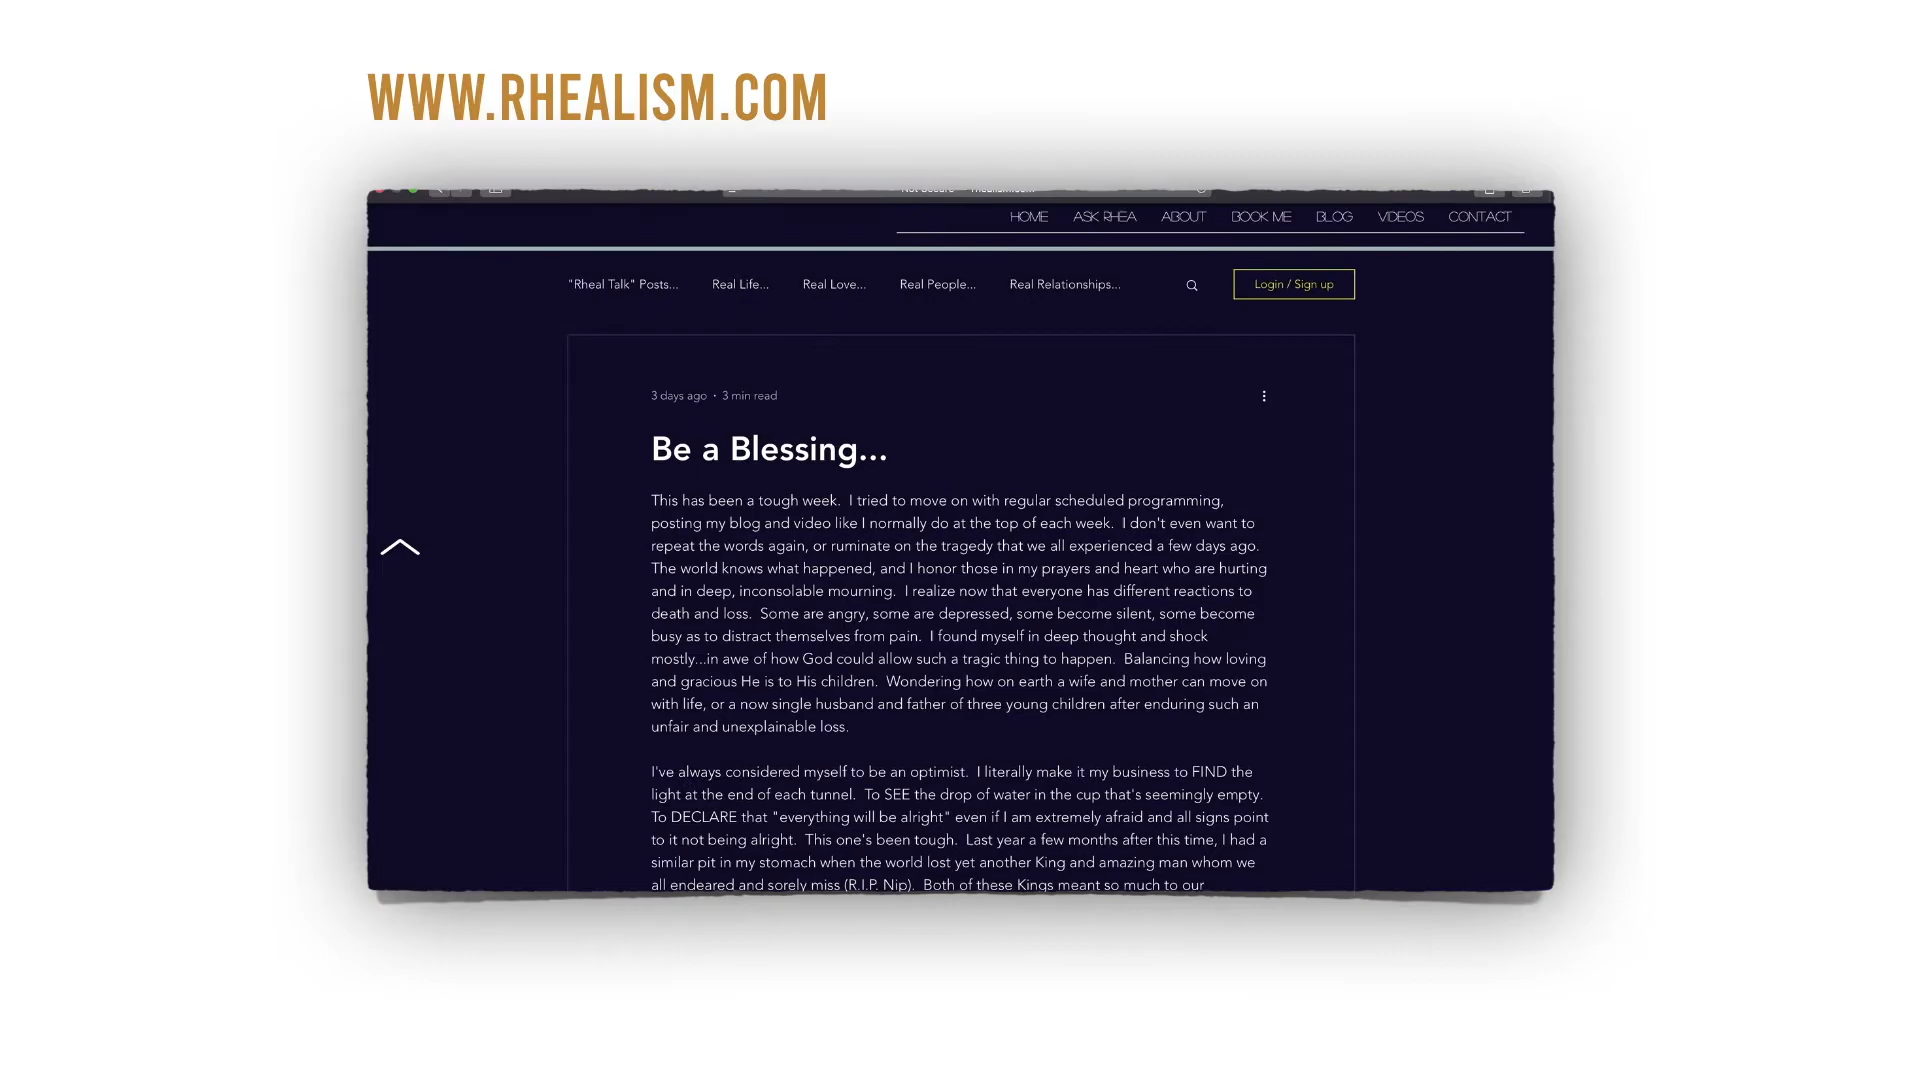 WWW.RHEALISM.COM
HOME ASK RHEA ABOUT BOOK ME BLOG VIDEOS CONTACT
"Rheal Talk" Posts... Real Life... Real Love... Real People... Real Relationships... Login / Sign up
3 days ago · 3 min read
Be a Blessing...
This has been a tough week.  I tried to move on with regular scheduled programming,
posting my blog and video like I normally do at the top of each week.  I don't even want to
repeat the words again, or ruminate on the tragedy that we all experienced a few days ago.
The world knows what happened, and I honor those in my prayers and heart who are hurting
and in deep, inconsolable mourning.  I realize now that everyone has different reactions to
death and loss.  Some are angry, some are depressed, some become silent, some become
busy as to distract themselves from pain.  I found myself in deep thought and shock
mostly...in awe of how God could allow such a tragic thing to happen.  Balancing how loving
and gracious He is to His children.  Wondering how on earth a wife and mother can move on
with life, or a now single husband and father of three young children after enduring such an
unfair and unexplainable loss.
I've always considered myself to be an optimist.  I literally make it my business to FIND the
light at the end of each tunnel.  To SEE the drop of water in the cup that's seemingly empty.
To DECLARE that "everything will be alright" even if I am extremely afraid and all signs point
to it not being alright.  This one's been tough.  Last year a few months after this time, I had a
similar pit in my stomach when the world lost yet another King and amazing man whom we
all endeared and sorely miss (R.I.P. Nip).  Both of these Kings meant so much to our